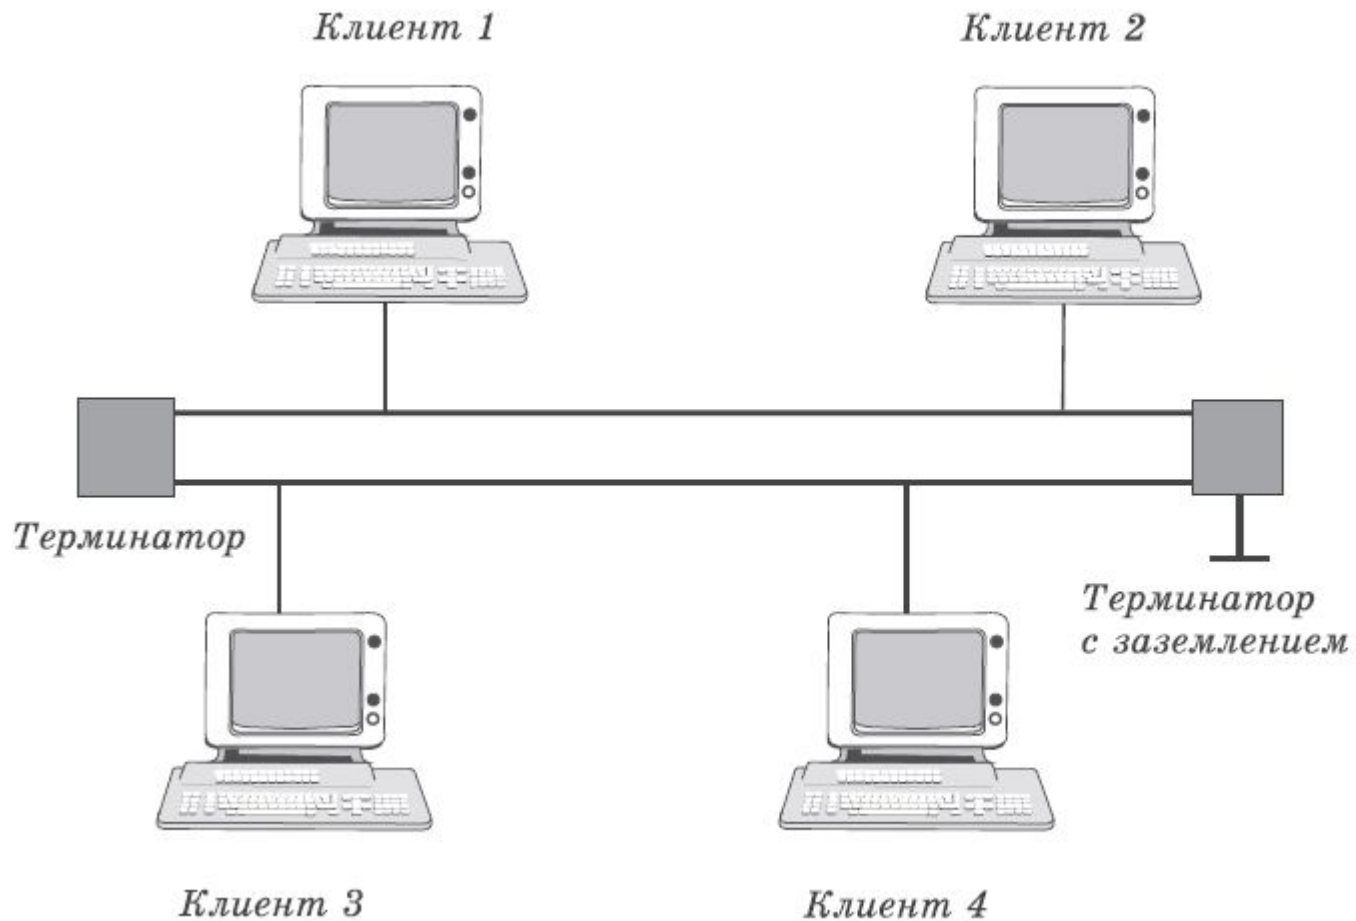 Клиент 1
Клиент 2
Терминатор
Терминатор
с заземлением
Клиент 3
Клиент 4